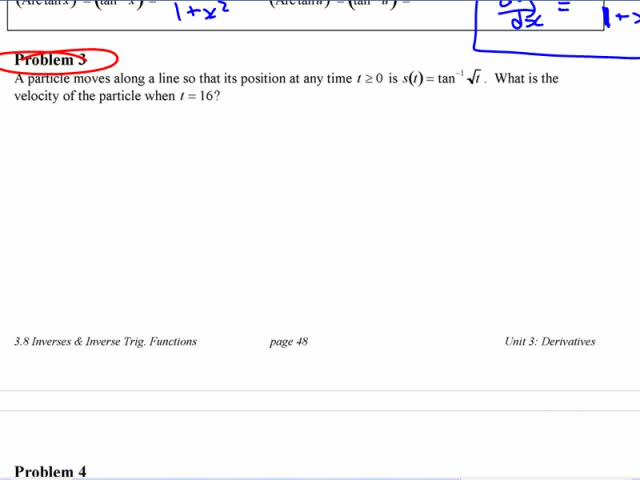 1+x²
dx = 1+x
Problem 3
A particle moves along a line so that its position at any time t ≥ 0 is s(t) = tan⁻¹ √t . What is the
velocity of the particle when t = 16?
3.8 Inverses & Inverse Trig. Functions page 48 Unit 3: Derivatives
Problem 4